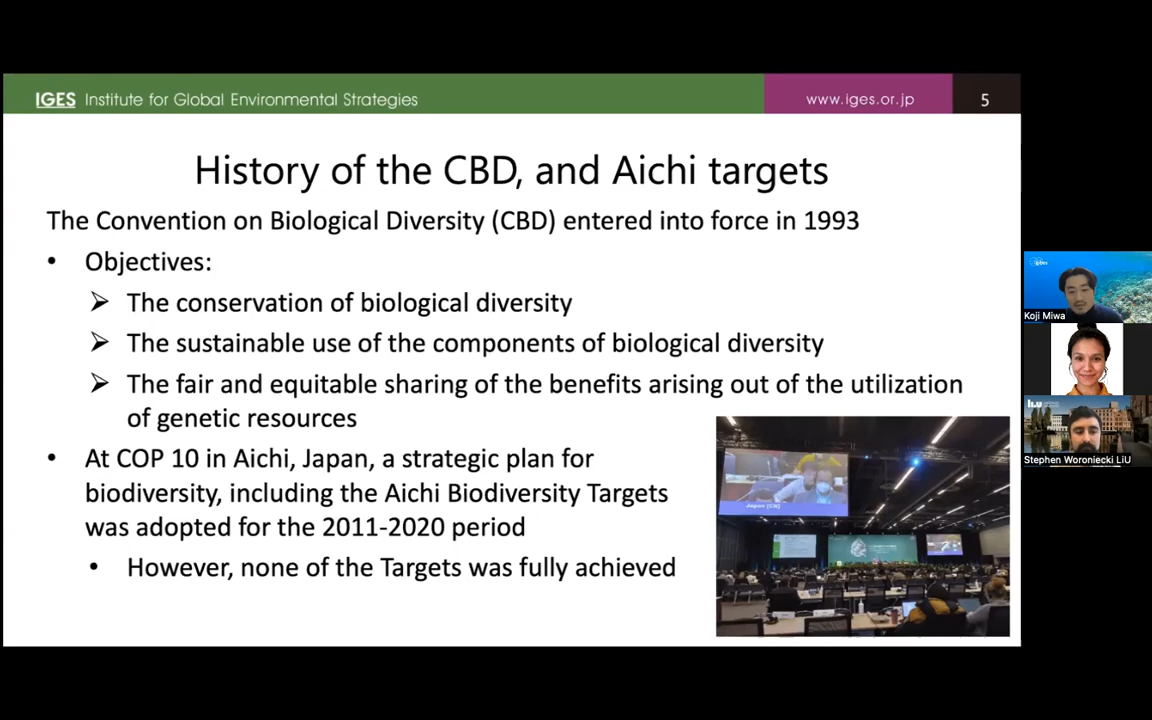 IGES Institute for Global Environmental Strategies
www.iges.or.jp
5
History of the CBD, and Aichi targets
The Convention on Biological Diversity (CBD) entered into force in 1993
• Objectives:
➢ The conservation of biological diversity
➢ The sustainable use of the components of biological diversity
➢ The fair and equitable sharing of the benefits arising out of the utilization
of genetic resources
• At COP 10 in Aichi, Japan, a strategic plan for
biodiversity, including the Aichi Biodiversity Targets
was adopted for the 2011-2020 period
• However, none of the Targets was fully achieved
Japan
Koji Miwa
LiU
Stephen Woroniecki LiU